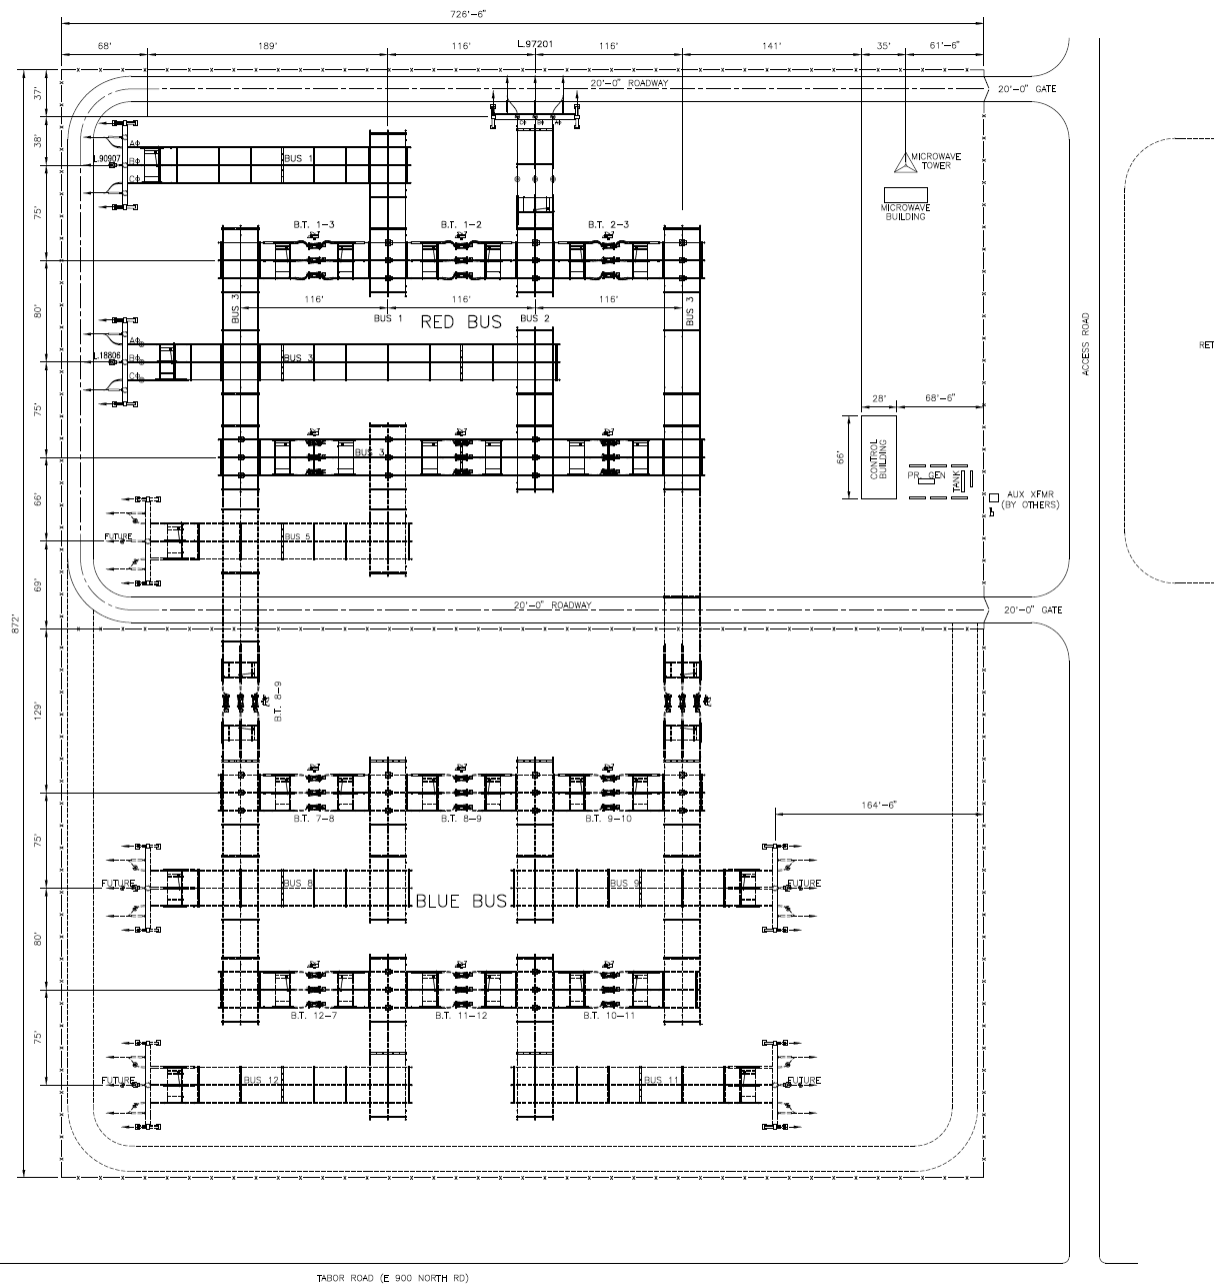 726'-6"
L.97201
68'
189'
116'
116'
141'
35'
61'-6"
20'-0" ROADWAY
20'-0" GATE
37'
38'
CΦ
BΦ
AΦ
AΦ
L.90907
BΦ
CΦ
BUS 1
MICROWAVE
TOWER
MICROWAVE
BUILDING
75'
B.T. 1-3
B.T. 1-2
B.T. 2-3
80'
BUS 3
116'
116'
116'
BUS 3
BUS 1
RED BUS
BUS 2
ACCESS ROAD
AΦ
L.18806
BΦ
CΦ
BUS 3
RET
75'
28'
68'-6"
BUS 3
66'
CONTROL
BUILDING
PR. GEN
TANK
AUX XFMR
(BY OTHERS)
66'
FUTURE
BUS 5
69'
20'-0" ROADWAY
20'-0" GATE
872'
129'
B.T. 8-9
164'-6"
B.T. 7-8
B.T. 8-9
B.T. 9-10
75'
FUTURE
BUS 8
BUS 9
FUTURE
BLUE BUS
80'
B.T. 12-7
B.T. 11-12
B.T. 10-11
75'
FUTURE
BUS 12
BUS 11
FUTURE
TABOR ROAD (E 900 NORTH RD)